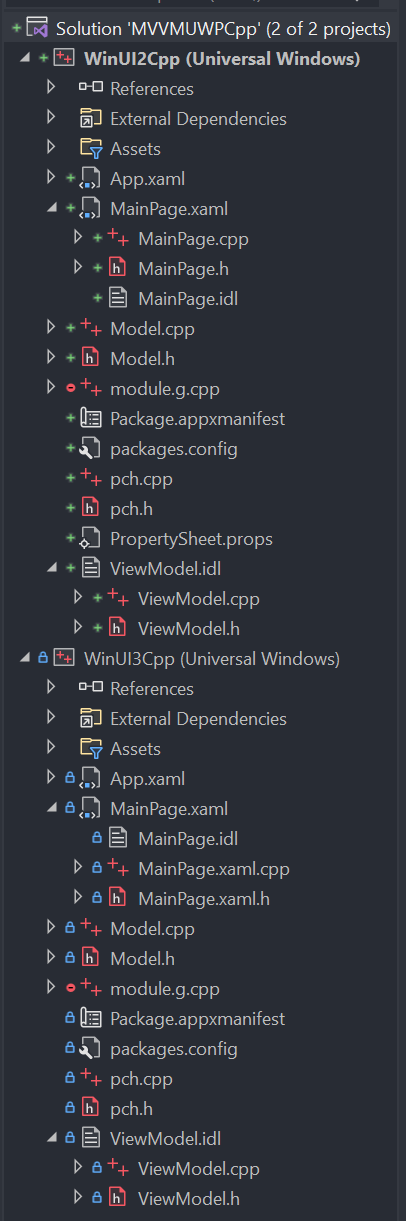 Solution 'MVVMUWPCpp' (2 of 2 projects)
WinUI2Cpp (Universal Windows)
References
External Dependencies
Assets
App.xaml
MainPage.xaml
MainPage.cpp
MainPage.h
MainPage.idl
Model.cpp
Model.h
module.g.cpp
Package.appxmanifest
packages.config
pch.cpp
pch.h
PropertySheet.props
ViewModel.idl
ViewModel.cpp
ViewModel.h
WinUI3Cpp (Universal Windows)
References
External Dependencies
Assets
App.xaml
MainPage.xaml
MainPage.idl
MainPage.xaml.cpp
MainPage.xaml.h
Model.cpp
Model.h
module.g.cpp
Package.appxmanifest
packages.config
pch.cpp
pch.h
ViewModel.idl
ViewModel.cpp
ViewModel.h